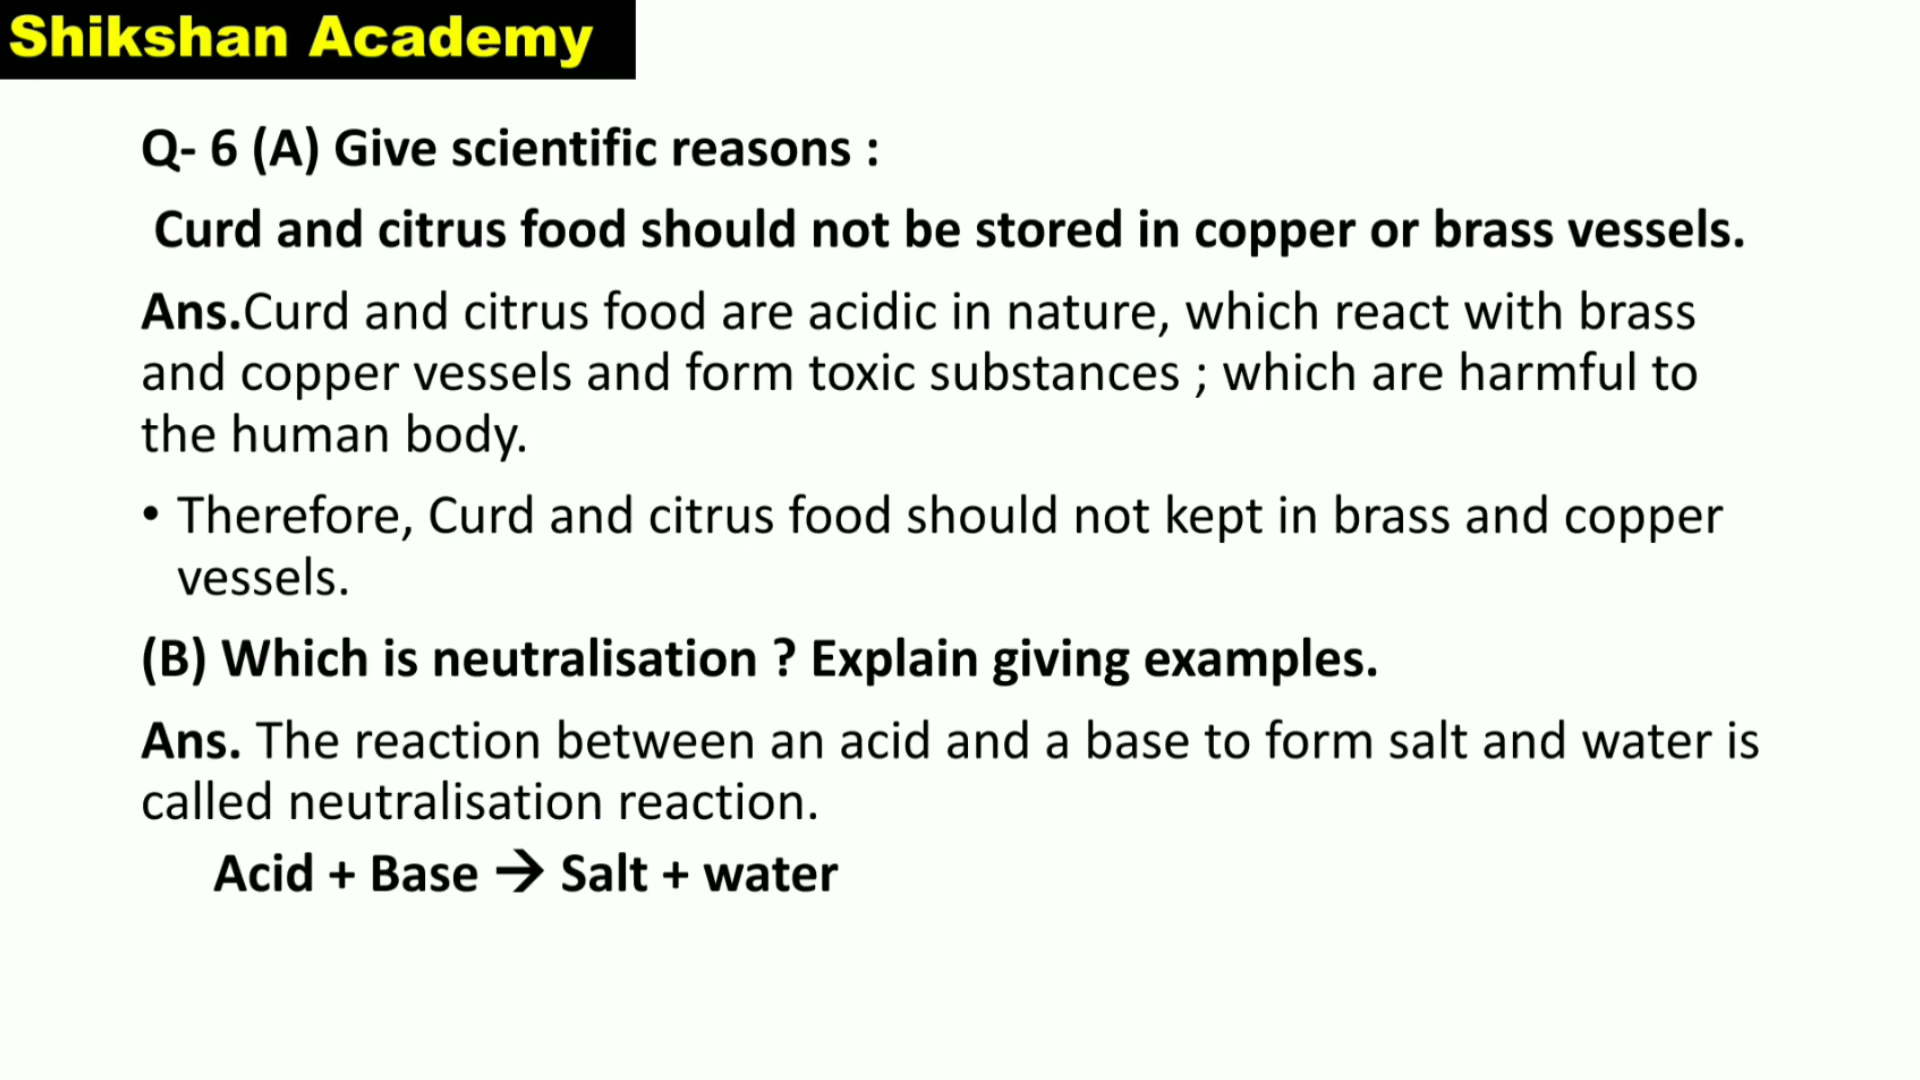 Shikshan Academy
Q- 6 (A) Give scientific reasons :
Curd and citrus food should not be stored in copper or brass vessels.
Ans.Curd and citrus food are acidic in nature, which react with brass
and copper vessels and form toxic substances ; which are harmful to
the human body.
• Therefore, Curd and citrus food should not kept in brass and copper
vessels.
(B) Which is neutralisation ? Explain giving examples.
Ans. The reaction between an acid and a base to form salt and water is
called neutralisation reaction.
Acid + Base → Salt + water